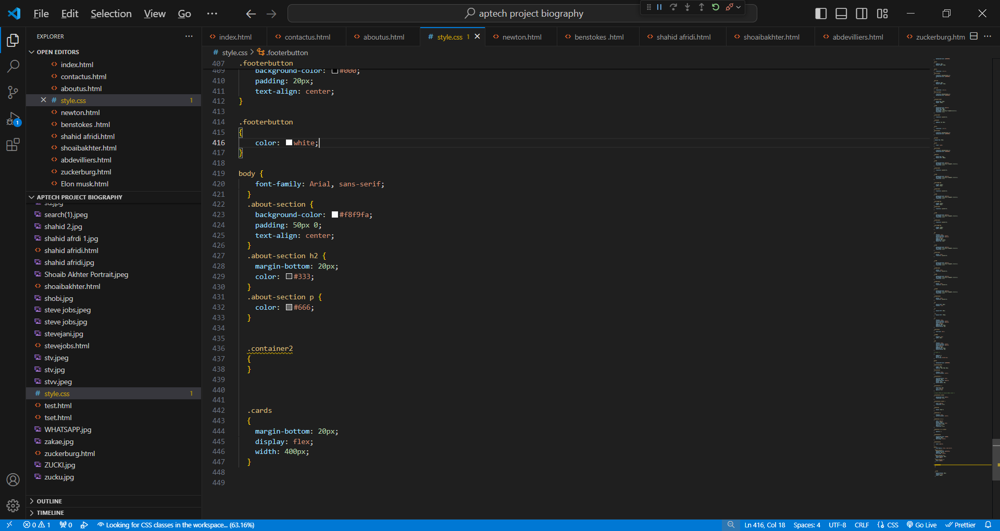 File Edit Selection View Go ··· aptech project biography
EXPLORER ···
OPEN EDITORS
index.html
contactus.html
aboutus.html
# style.css 1
newton.html
benstokes .html
shahid afridi.html
shoaibakhter.html
abdevilliers.html
zuckerburg.html
Elon musk.html
APTECH PROJECT BIOGRAPHY
sd.jpg
search(1).jpeg
shahid 2.jpg
shahid afrdi 1.jpg
shahid afridi.html
shahid afridi.jpg
Shoaib Akhter Portrait.jpeg
shoaibakhter.html
shobi.jpg
steve jobs.jpeg
steve jobs.jpg
stevejani.jpg
stevejobs.html
stv.jpeg
stv.jpg
stvv.jpeg
# style.css 1
test.html
tset.html
WHATSAPP.jpg
zakae.jpg
zuckerburg.html
ZUCKI.jpg
zucku.jpg
OUTLINE
TIMELINE
1
index.html contactus.html aboutus.html # style.css 1 newton.html benstokes .html shahid afridi.html shoaibakhter.html abdevilliers.html zuckerburg.htm ···
# style.css > .footerbutton
407 .footerbutton
409 background-color: #000;
410 padding: 20px;
411 text-align: center;
412 }
413
414 .footerbutton
415 {
416 color: white;
417 }
418
419 body {
420 font-family: Arial, sans-serif;
421 }
422 .about-section {
423 background-color: #f8f9fa;
424 padding: 50px 0;
425 text-align: center;
426 }
427 .about-section h2 {
428 margin-bottom: 20px;
429 color: #333;
430 }
431 .about-section p {
432 color: #666;
433 }
434
435
436 .container2
437 {
438 }
439
440
441
442 .cards
443 {
444 margin-bottom: 20px;
445 display: flex;
446 width: 400px;
447 }
448
449
0 1 0 Looking for CSS classes in the workspace... (63.16%) Ln 416, Col 18 Spaces: 4 UTF-8 CRLF {} CSS Go Live Prettier